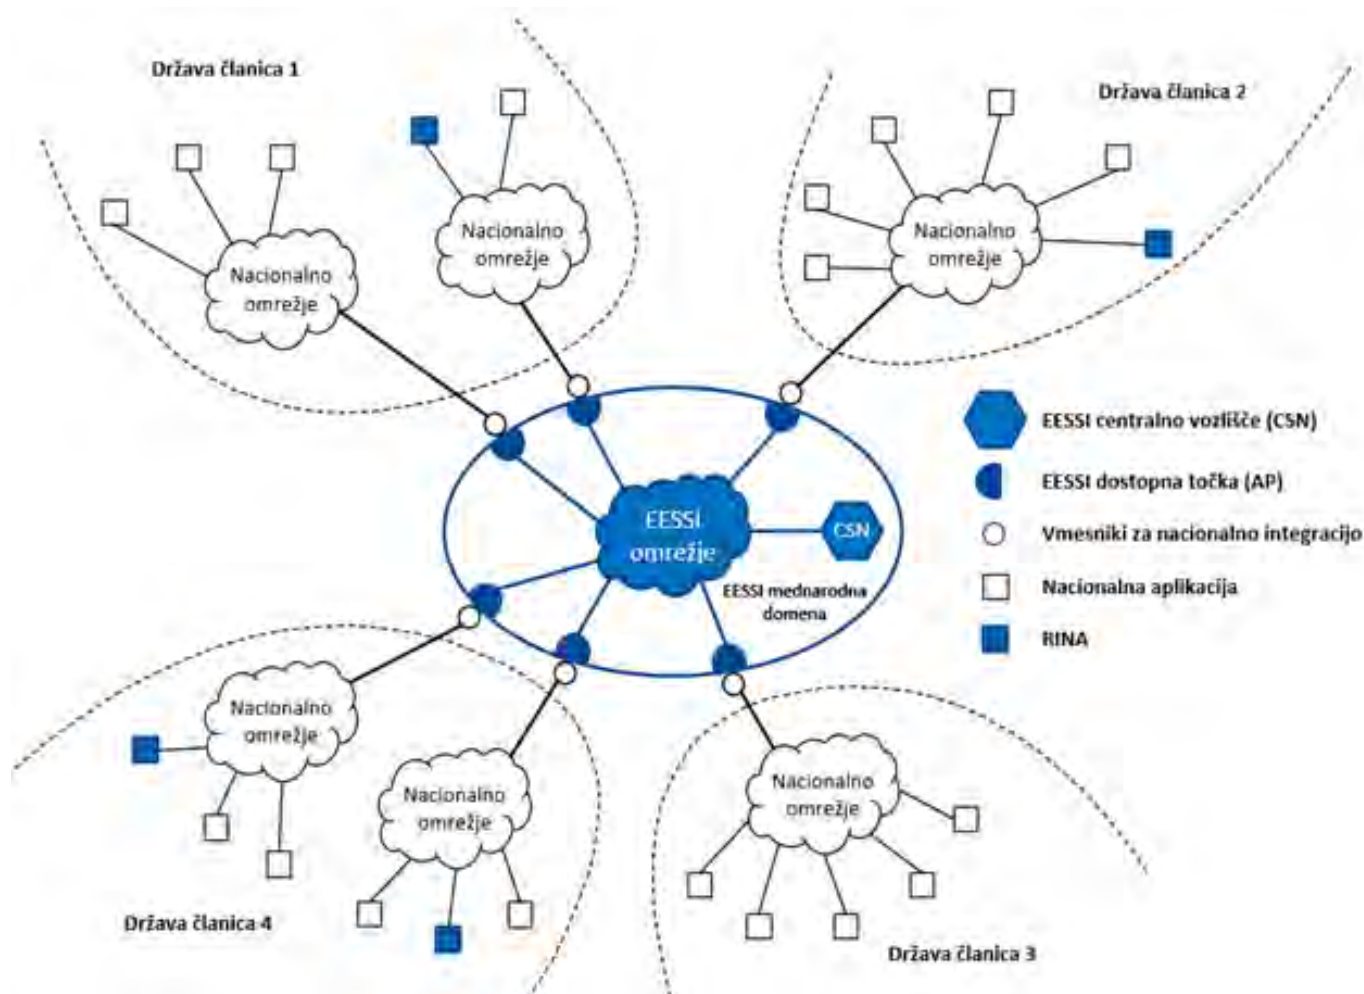 Država članica 1
Država članica 2
Nacionalno
omrežje
Nacionalno
omrežje
Nacionalno
omrežje
EESSI centralno vozlišče (CSN)
EESSI dostopna točka (AP)
Vmesniki za nacionalno integracijo
Nacionalna aplikacija
RINA
EESSI
omrežje
CSN
EESSI mednarodna
domena
Nacionalno
omrežje
Nacionalno
omrežje
Nacionalno
omrežje
Država članica 4
Država članica 3